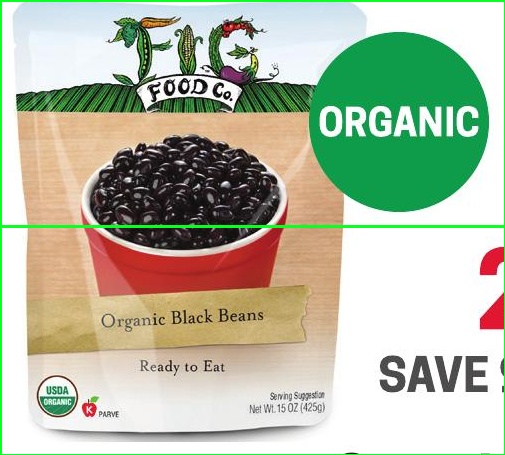 FIG
FOOD Co.
ORGANIC
Organic Black Beans
Ready to Eat
2
SAVE
USDA
ORGANIC
K PARVE
Serving Suggestion
Net Wt. 15 OZ (425g)